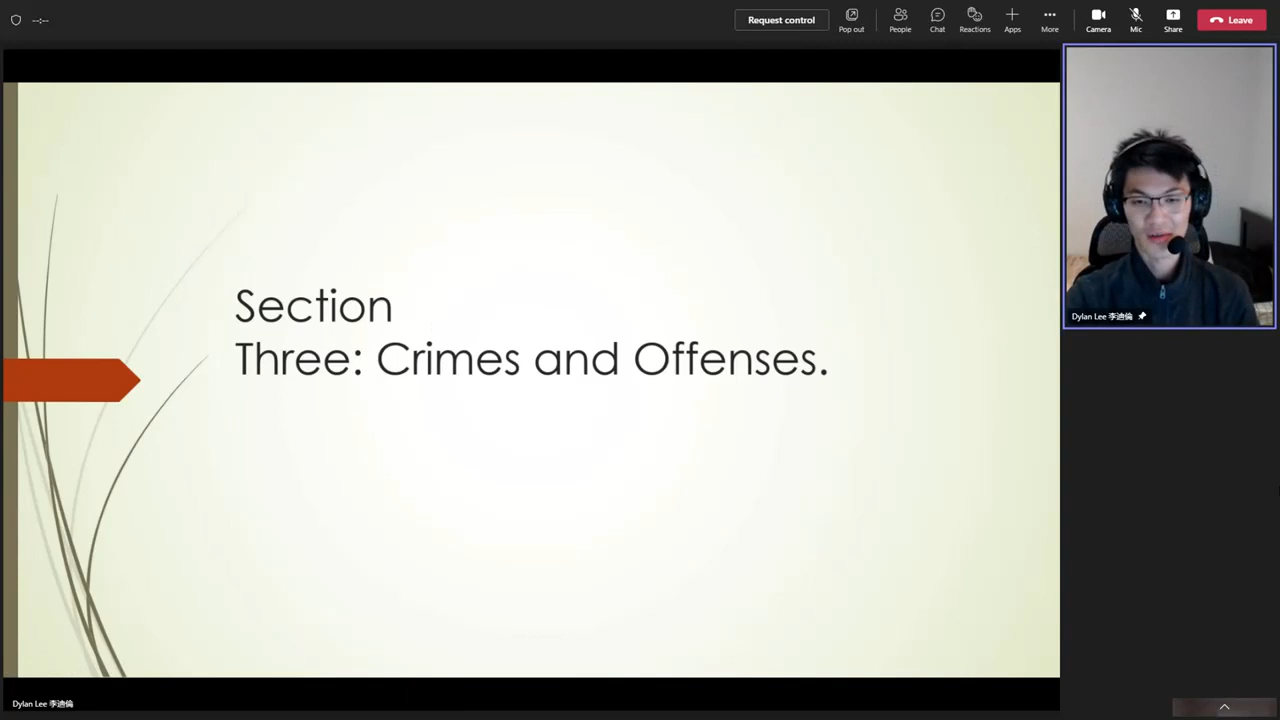 --:--
Request control
Pop out
People
Chat
Reactions
Apps
More
Camera
Mic
Share
Leave
Section
Three: Crimes and Offenses.
Dylan Lee 李迪倫
Dylan Lee 李迪倫